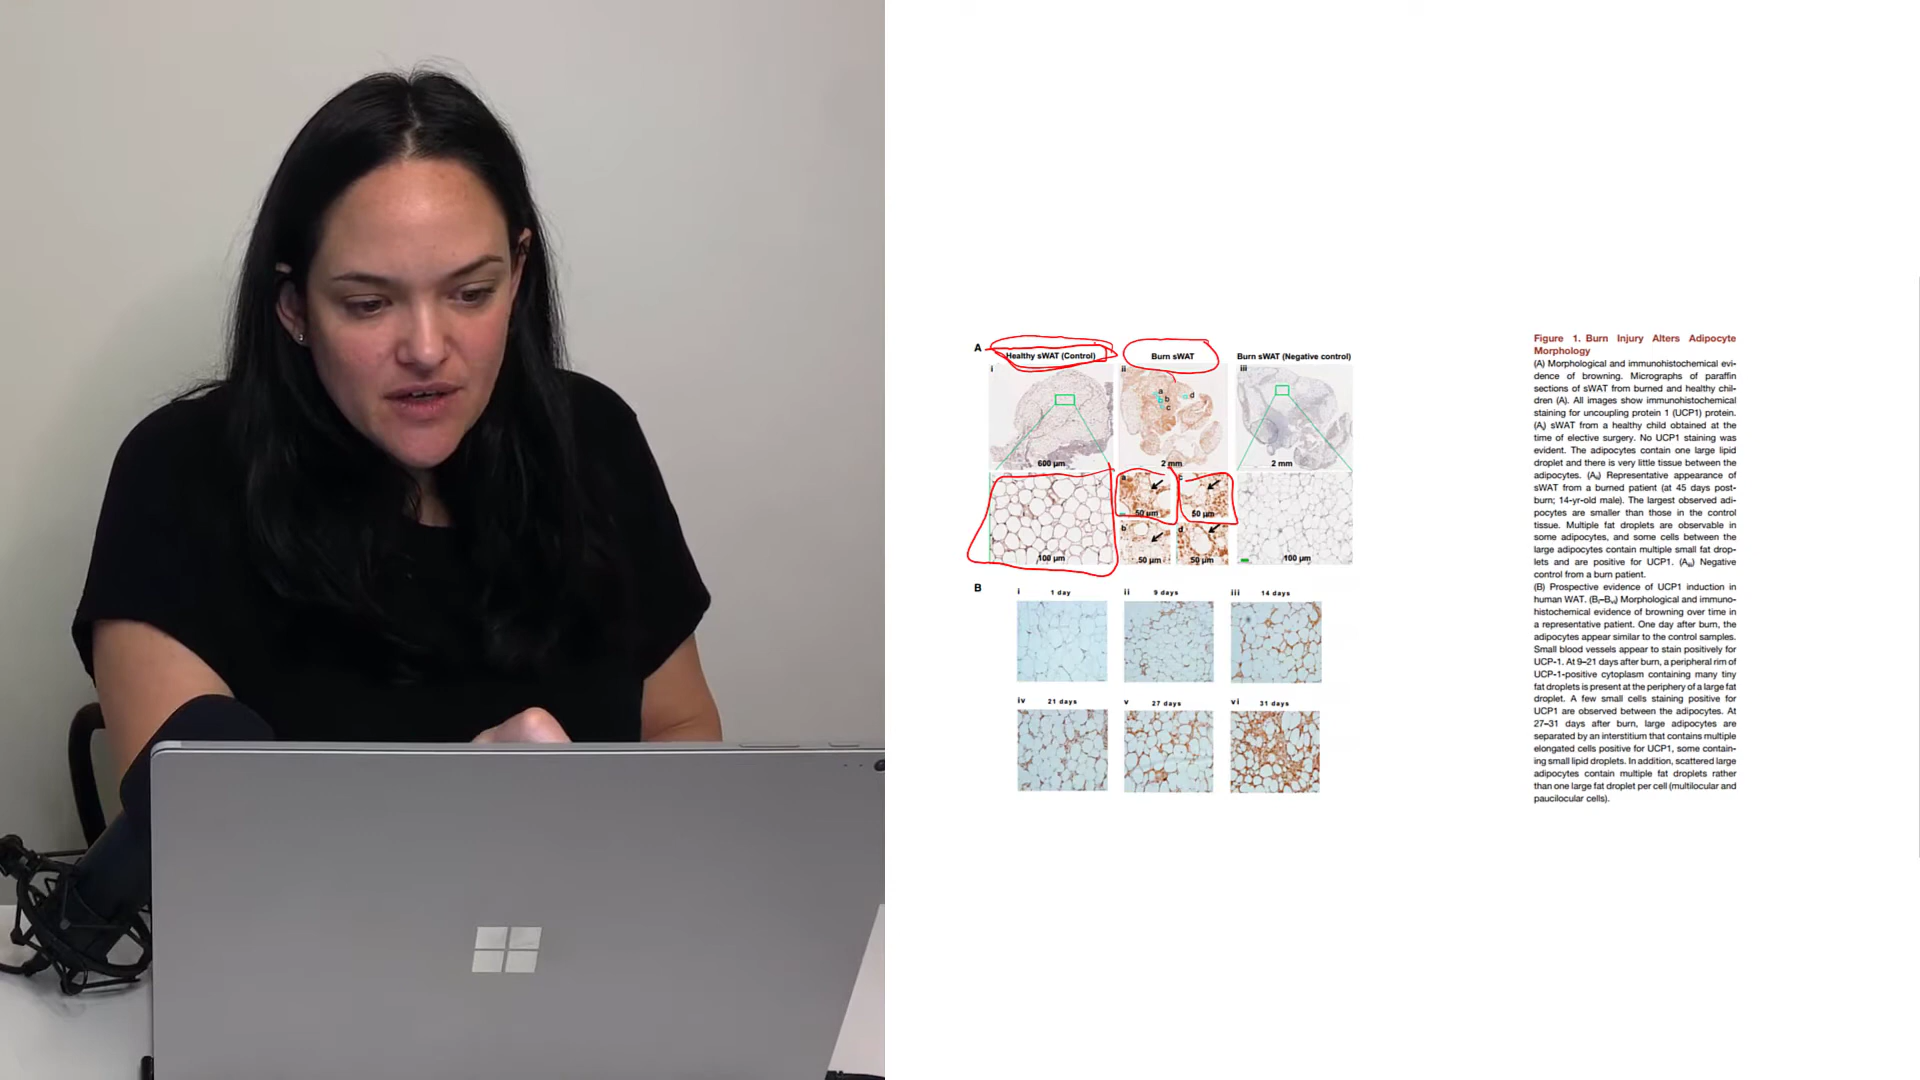 A
Healthy sWAT (Control)
Burn sWAT
Burn sWAT (Negative control)
i
ii
iii
a
b
b
c
d
600 µm
2 mm
2 mm
a
c
50 µm
50 µm
b
d
100 µm
50 µm
50 µm
100 µm
B
i 1 day
ii 9 days
iii 14 days
iv 21 days
v 27 days
vi 31 days
Figure 1. Burn Injury Alters Adipocyte
Morphology
(A) Morphological and immunohistochemical evi-
dence of browning. Micrographs of paraffin
sections of sWAT from burned and healthy chil-
dren (A). All images show immunohistochemical
staining for uncoupling protein 1 (UCP1) protein.
(Ai) sWAT from a healthy child obtained at the
time of elective surgery. No UCP1 staining was
evident. The adipocytes contain one large lipid
droplet and there is very little tissue between the
adipocytes. (Aii) Representative appearance of
sWAT from a burned patient (at 45 days post-
burn; 14-yr-old male). The largest observed adi-
pocytes are smaller than those in the control
tissue. Multiple fat droplets are observable in
some adipocytes, and some cells between the
large adipocytes contain multiple small fat drop-
lets and are positive for UCP1. (Aiii) Negative
control from a burn patient.
(B) Prospective evidence of UCP1 induction in
human WAT. (Bi–Bvi) Morphological and immuno-
histochemical evidence of browning over time in
a representative patient. One day after burn, the
adipocytes appear similar to the control samples.
Small blood vessels appear to stain positively for
UCP-1. At 9–21 days after burn, a peripheral rim of
UCP-1-positive cytoplasm containing many tiny
fat droplets is present at the periphery of a large fat
droplet. A few small cells staining positive for
UCP1 are observed between the adipocytes. At
27–31 days after burn, large adipocytes are
separated by an interstitium that contains multiple
elongated cells positive for UCP1, some contain-
ing small lipid droplets. In addition, scattered large
adipocytes contain multiple fat droplets rather
than one large fat droplet per cell (multilocular and
paucilocular cells).